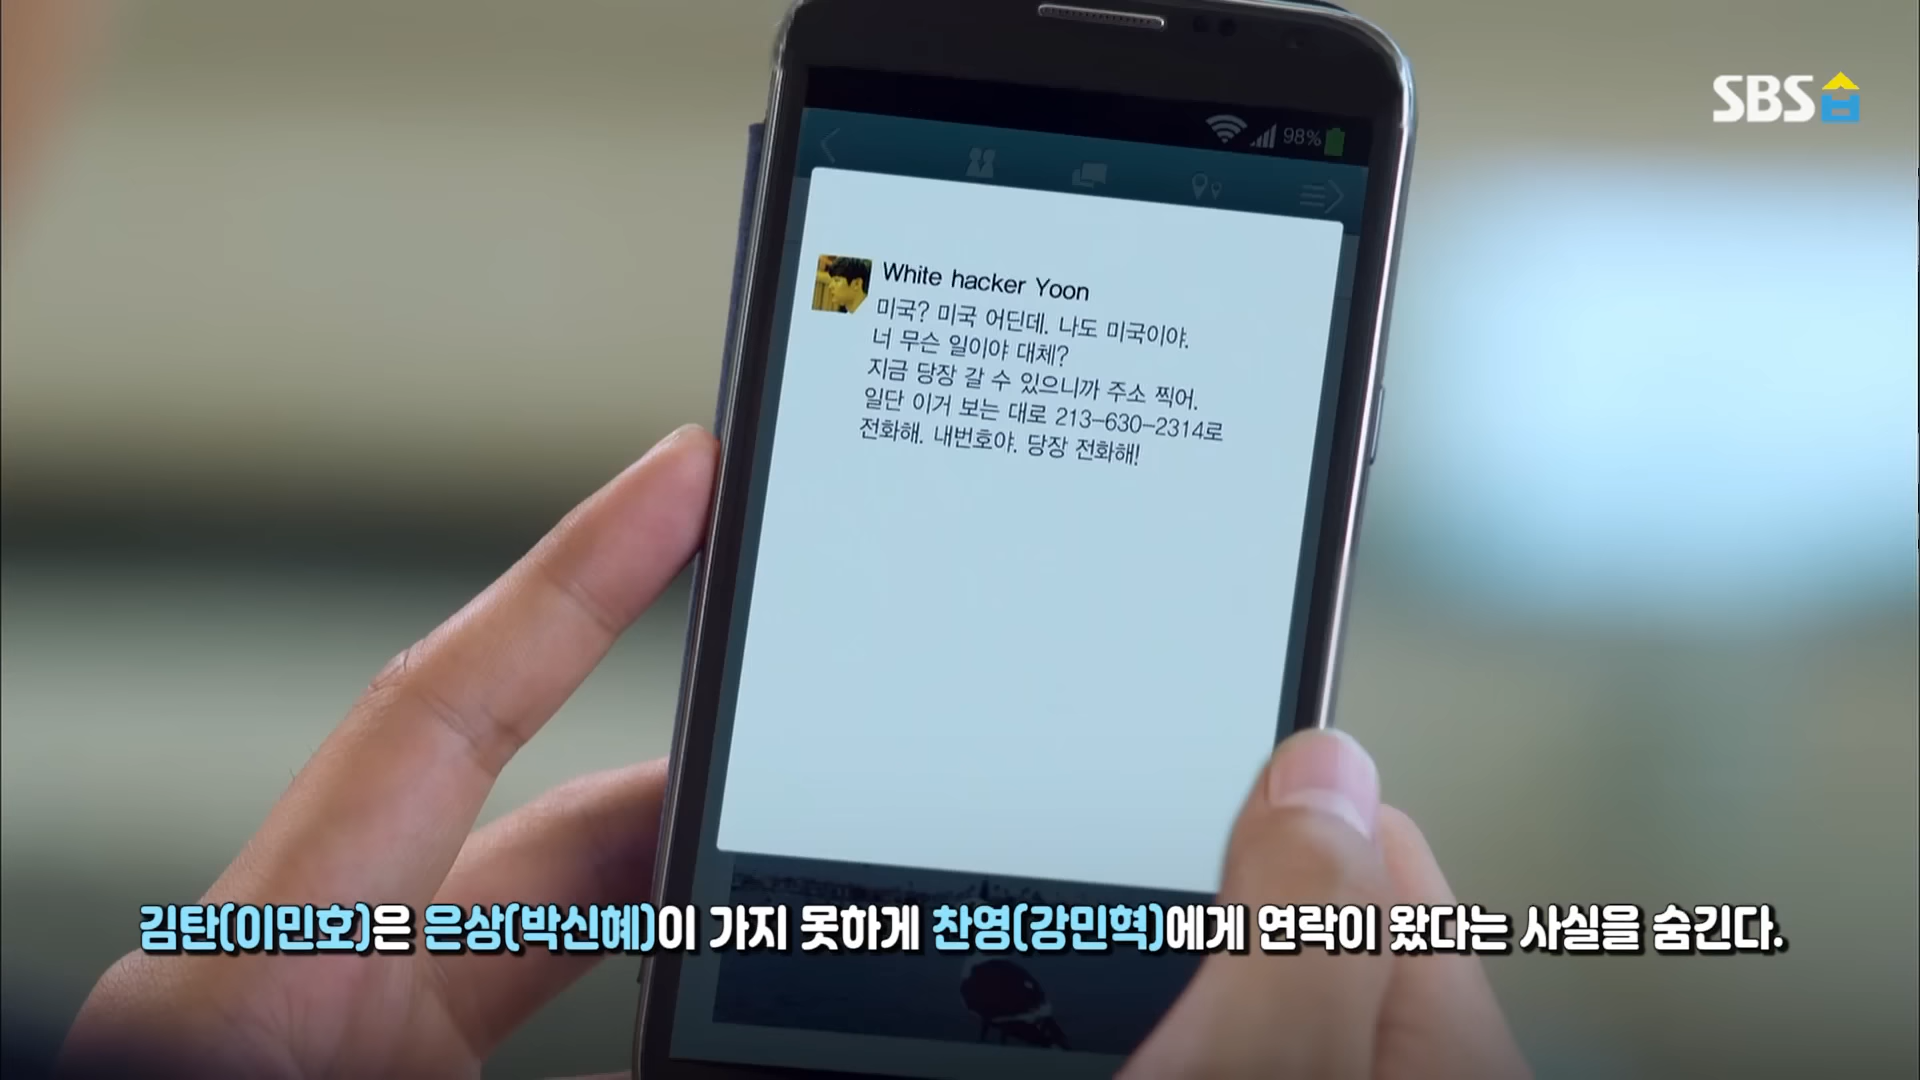 SBS
98%
White hacker Yoon
미국? 미국 어딘데. 나도 미국이야.
너 무슨 일이야 대체?
지금 당장 갈 수 있으니까 주소 찍어.
일단 이거 보는 대로 213-630-2314로
전화해. 내번호야. 당장 전화해!
김탄(이민호)은 은상(박신혜)이 가지 못하게 찬영(강민혁)에게 연락이 왔다는 사실을 숨긴다.